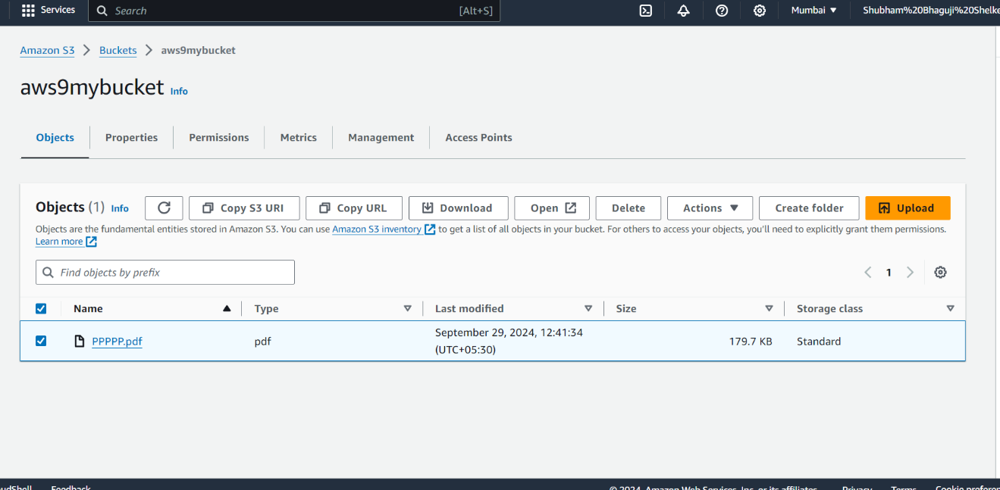 Services Search [Alt+S] Mumbai Shubham%20Bhaguji%20Shelke
Amazon S3 > Buckets > aws9mybucket
aws9mybucket Info
Objects Properties Permissions Metrics Management Access Points
Objects (1) Info Copy S3 URI Copy URL Download Open Delete Actions Create folder Upload
Objects are the fundamental entities stored in Amazon S3. You can use Amazon S3 inventory to get a list of all objects in your bucket. For others to access your objects, you'll need to explicitly grant them permissions.
Learn more
Find objects by prefix 1
Name Type Last modified Size Storage class
PPPPP.pdf pdf September 29, 2024, 12:41:34 (UTC+05:30) 179.7 KB Standard
oudShell Feedback © 2024, Amazon Web Services, Inc. or its affiliates. Privacy Terms Cookie preferen